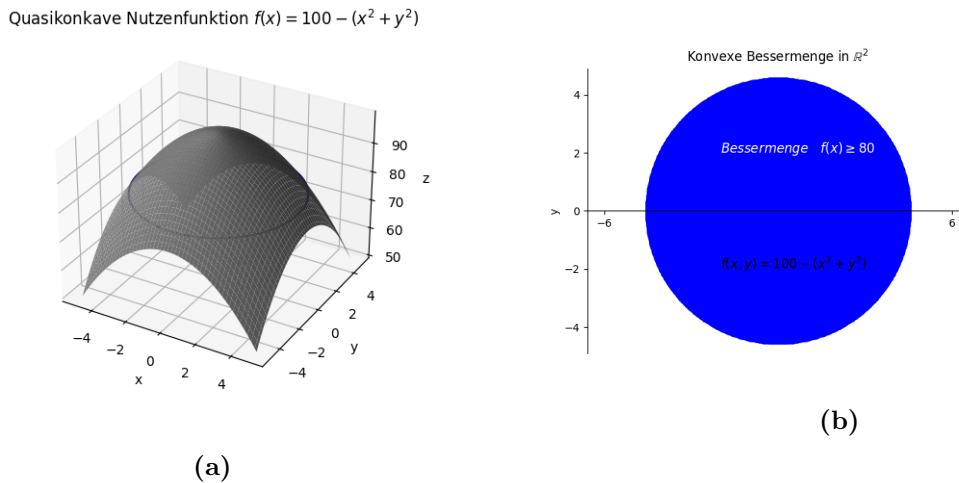 Quasikonkave Nutzenfunktion f(x) = 100 − (x² + y²)
90
80
70
60
50
z
−4
−2
0
2
4
x
−4
−2
0
2
4
y
(a)
Konvexe Bessermenge in ℝ²
4
2
0
−2
−4
y
−6
6
Bessermenge f(x) ≥ 80
f(x, y) = 100 − (x² + y²)
(b)